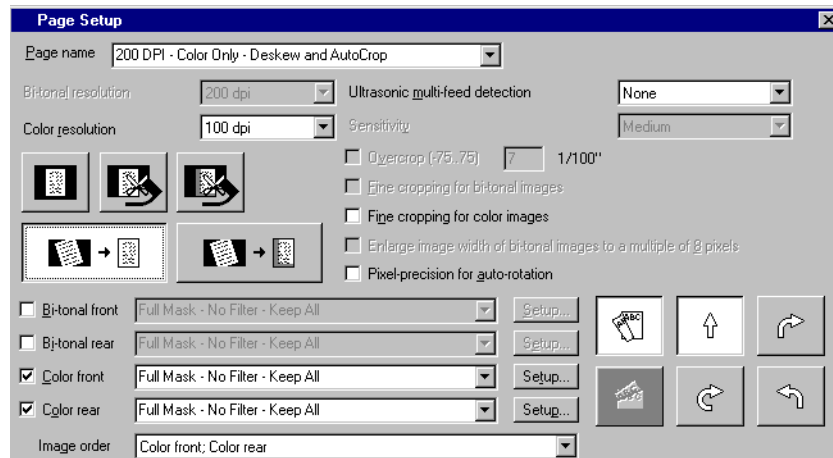 Page Setup
Page name 200 DPI - Color Only - Deskew and AutoCrop
Bi-tonal resolution 200 dpi Ultrasonic multi-feed detection None
Color resolution 100 dpi Sensitivity Medium
Overcrop (-75..75) 7 1/100"
Fine cropping for bi-tonal images
Fine cropping for color images
Enlarge image width of bi-tonal images to a multiple of 8 pixels
Pixel-precision for auto-rotation
Bi-tonal front Full Mask - No Filter - Keep All Setup...
Bi-tonal rear Full Mask - No Filter - Keep All Setup...
Color front Full Mask - No Filter - Keep All Setup...
Color rear Full Mask - No Filter - Keep All Setup...
Image order Color front; Color rear
ABC